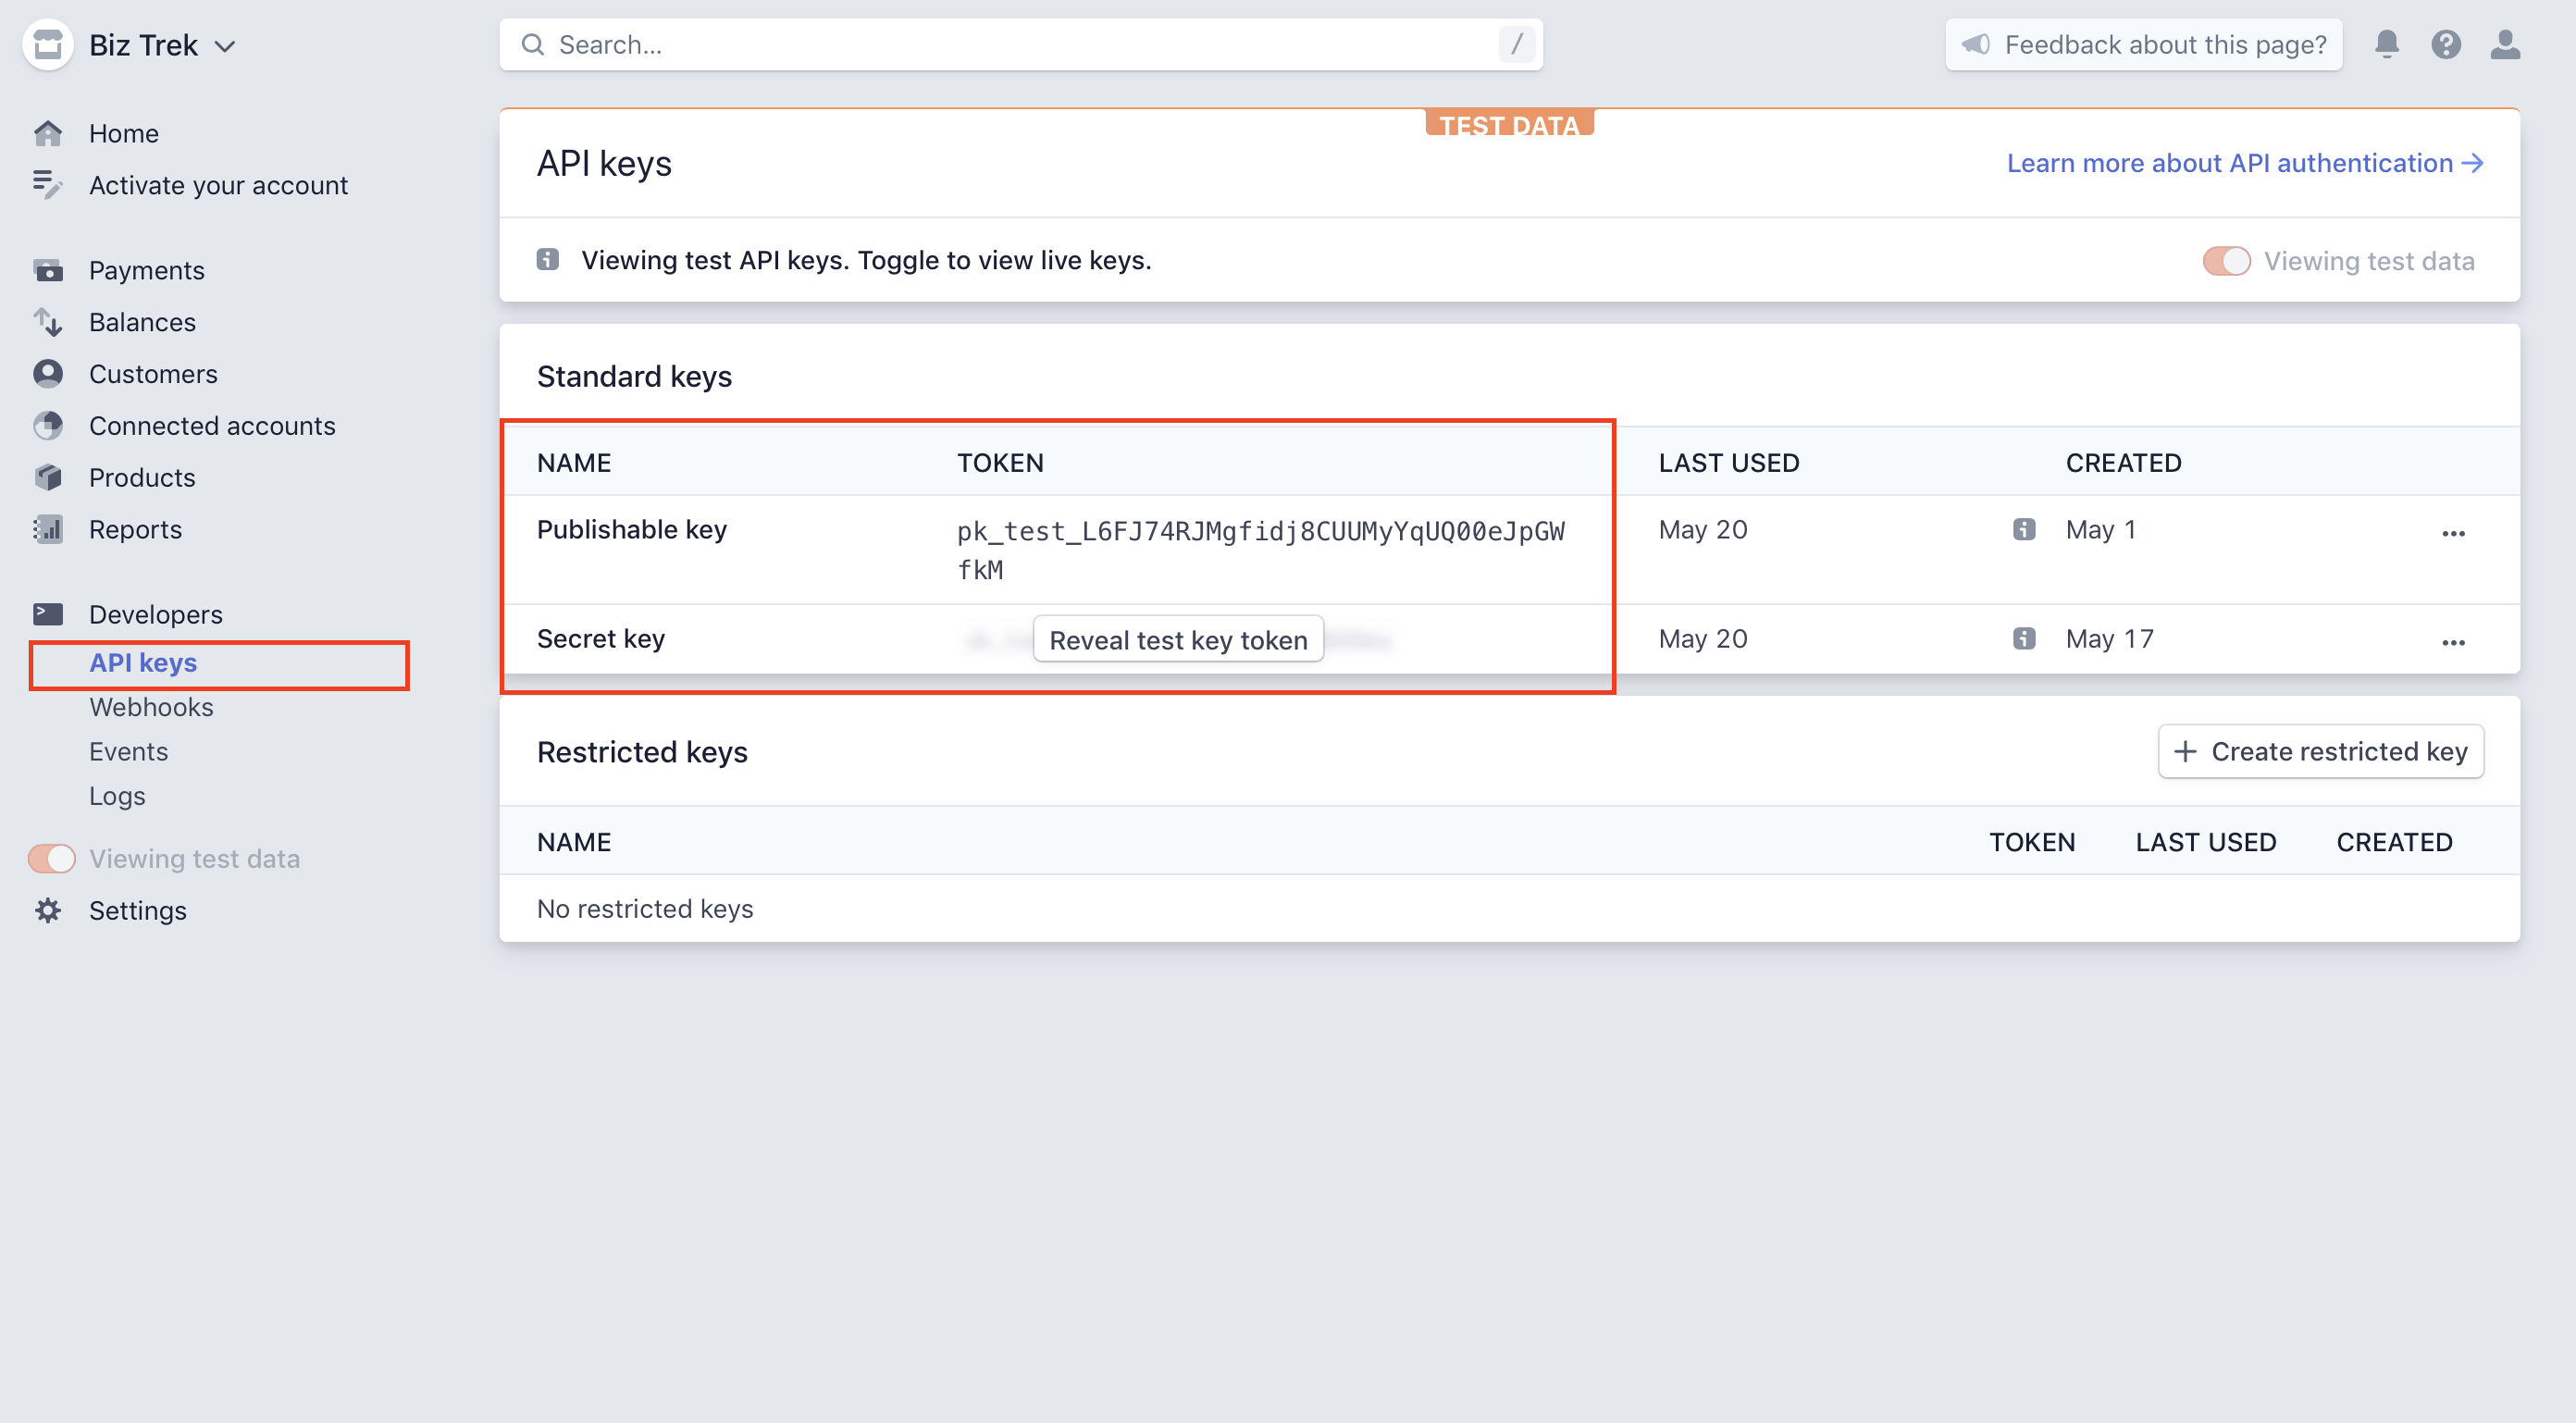 Biz Trek
Search...
/
Feedback about this page?
Home
Activate your account
Payments
Balances
Customers
Connected accounts
Products
Reports
Developers
API keys
Webhooks
Events
Logs
Viewing test data
Settings
TEST DATA
API keys
Learn more about API authentication
Viewing test API keys. Toggle to view live keys.
Viewing test data
Standard keys
NAME TOKEN LAST USED CREATED
Publishable key pk_test_L6FJ74RJMgfidj8CUUMyYqUQ00eJpGW May 20 May 1
fkM
Secret key Reveal test key token May 20 May 17
Restricted keys
+ Create restricted key
NAME TOKEN LAST USED CREATED
No restricted keys